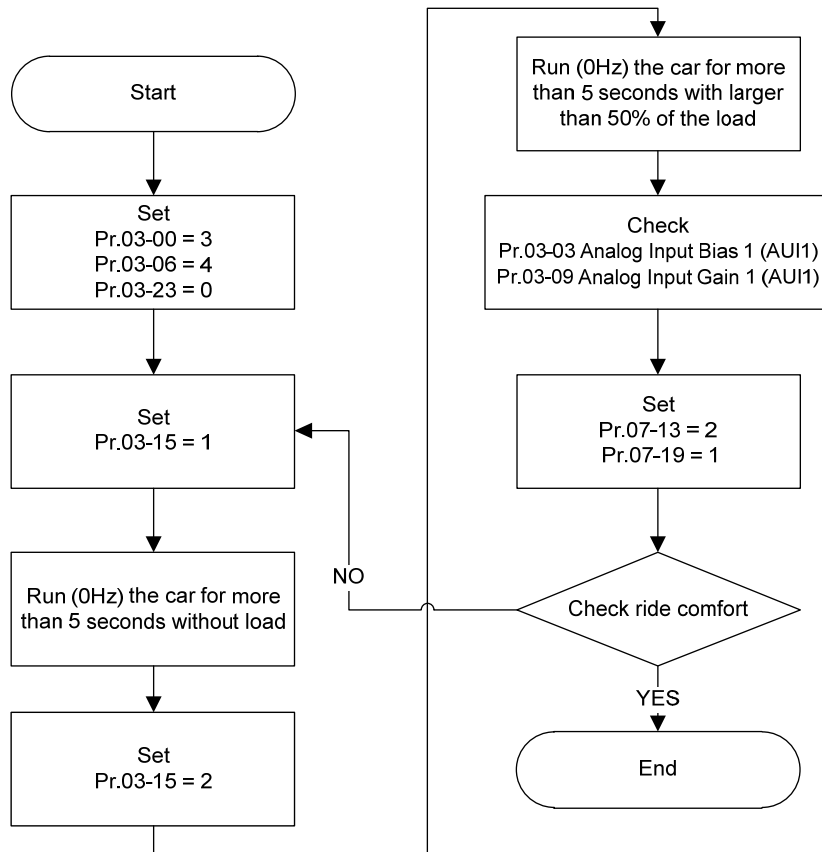 Start
Set
Pr.03-00 = 3
Pr.03-06 = 4
Pr.03-23 = 0
Set
Pr.03-15 = 1
Run (0Hz) the car for more
than 5 seconds without load
Set
Pr.03-15 = 2
Run (0Hz) the car for more
than 5 seconds with larger
than 50% of the load
Check
Pr.03-03 Analog Input Bias 1 (AUI1)
Pr.03-09 Analog Input Gain 1 (AUI1)
Set
Pr.07-13 = 2
Pr.07-19 = 1
Check ride comfort
NO
YES
End